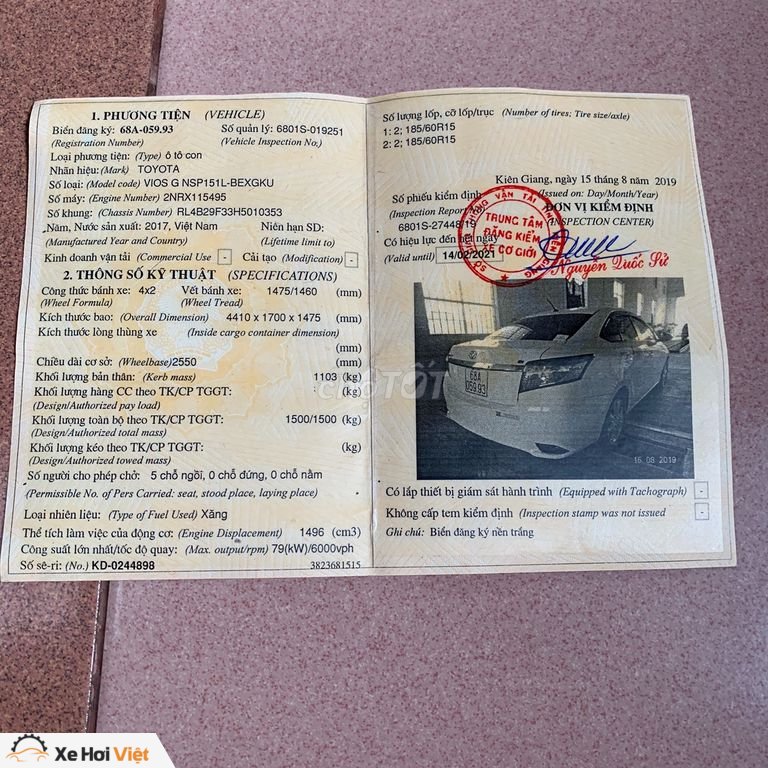 1. PHƯƠNG TIỆN (VEHICLE)
Biển đăng ký: 68A-059.93 Số quản lý: 6801S-019251
(Registration Number) (Vehicle Inspection No;)
Loại phương tiện: (Type) ô tô con
Nhãn hiệu: (Mark) TOYOTA
Số loại: (Model code) VIOS G NSP151L-BEXGKU
Số máy: (Engine Number) 2NRX115495
Số khung: (Chassis Number) RL4B29F33H5010353
Năm, Nước sản xuất: 2017, Việt Nam Niên hạn SD:
(Manufactured Year and Country) (Lifetime limit to)
Kinh doanh vận tải (Commercial Use) - Cải tạo (Modification) -
2. THÔNG SỐ KỸ THUẬT (SPECIFICATIONS)
Công thức bánh xe: 4x2 Vết bánh xe: 1475/1460 (mm)
(Wheel Formula) (Wheel Tread)
Kích thước bao: (Overall Dimension) 4410 x 1700 x 1475 (mm)
Kích thước lòng thùng xe (Inside cargo container dimension)
(mm)
Chiều dài cơ sở: (Wheelbase)2550 (mm)
Khối lượng bản thân: (Kerb mass) 1103 (kg)
Khối lượng hàng CC theo TK/CP TGGT: (kg)
(Design/Authorized pay load)
Khối lượng toàn bộ theo TK/CP TGGT: 1500/1500 (kg)
(Design/Authorized total mass)
Khối lượng kéo theo TK/CP TGGT: (kg)
(Design/Authorized towed mass)
Số người cho phép chở: 5 chỗ ngồi, 0 chỗ đứng, 0 chỗ nằm
(Permissible No. of Pers Carried: seat, stood place, laying place)
Loại nhiên liệu: (Type of Fuel Used) Xăng
Thể tích làm việc của động cơ: (Engine Displacement) 1496 (cm3)
Công suất lớn nhất/tốc độ quay: (Max. output/rpm) 79(kW)/6000vph
Số sê-ri: (No.) KD-0244898 3823681515
Số lượng lốp, cỡ lốp/trục (Number of tires; Tire size/axle)
1: 2; 185/60R15
2: 2; 185/60R15
Kiên Giang, ngày 15 tháng 8 năm 2019
Số phiếu kiểm định (Issued on: Day/Month/Year)
(Inspection Report ĐƠN VỊ KIỂM ĐỊNH
6801S-27448/19 (INSPECTION CENTER)
Có hiệu lực đến hết ngày
(Valid until) 14/02/2021
TRUNG TÂM
ĐĂNG KIỂM
XE CƠ GIỚI
Nguyễn Quốc Sử
68A
059.93
16 08 2019
Có lắp thiết bị giám sát hành trình (Equipped with Tachograph) -
Không cấp tem kiểm định (Inspection stamp was not issued -
Ghi chú: Biển đăng ký nền trắng
chợTỐT
Xe Hơi Việt